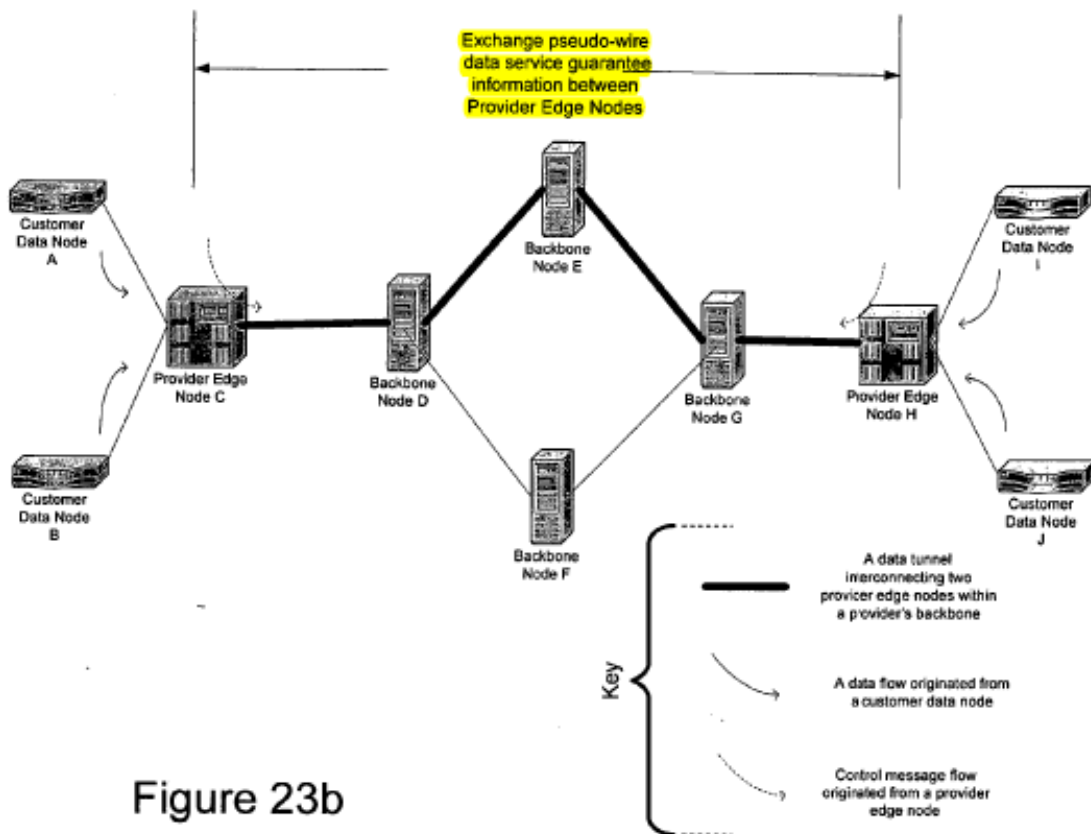 Exchange pseudo-wire
data service guarantee
information between
Provider Edge Nodes
Customer
Data Node
A
Backbone
Node E
Customer
Data Node
I
Provider Edge
Node C
Backbone
Node D
Backbone
Node G
Provider Edge
Node H
Customer
Data Node
B
Backbone
Node F
Customer
Data Node
J
Key
A data tunnel
interconnecting two
provicer edge nodes within
a provider's backbone
A data flow originated from
a customer data node
Control message flow
originated from a provider
edge node
Figure 23b